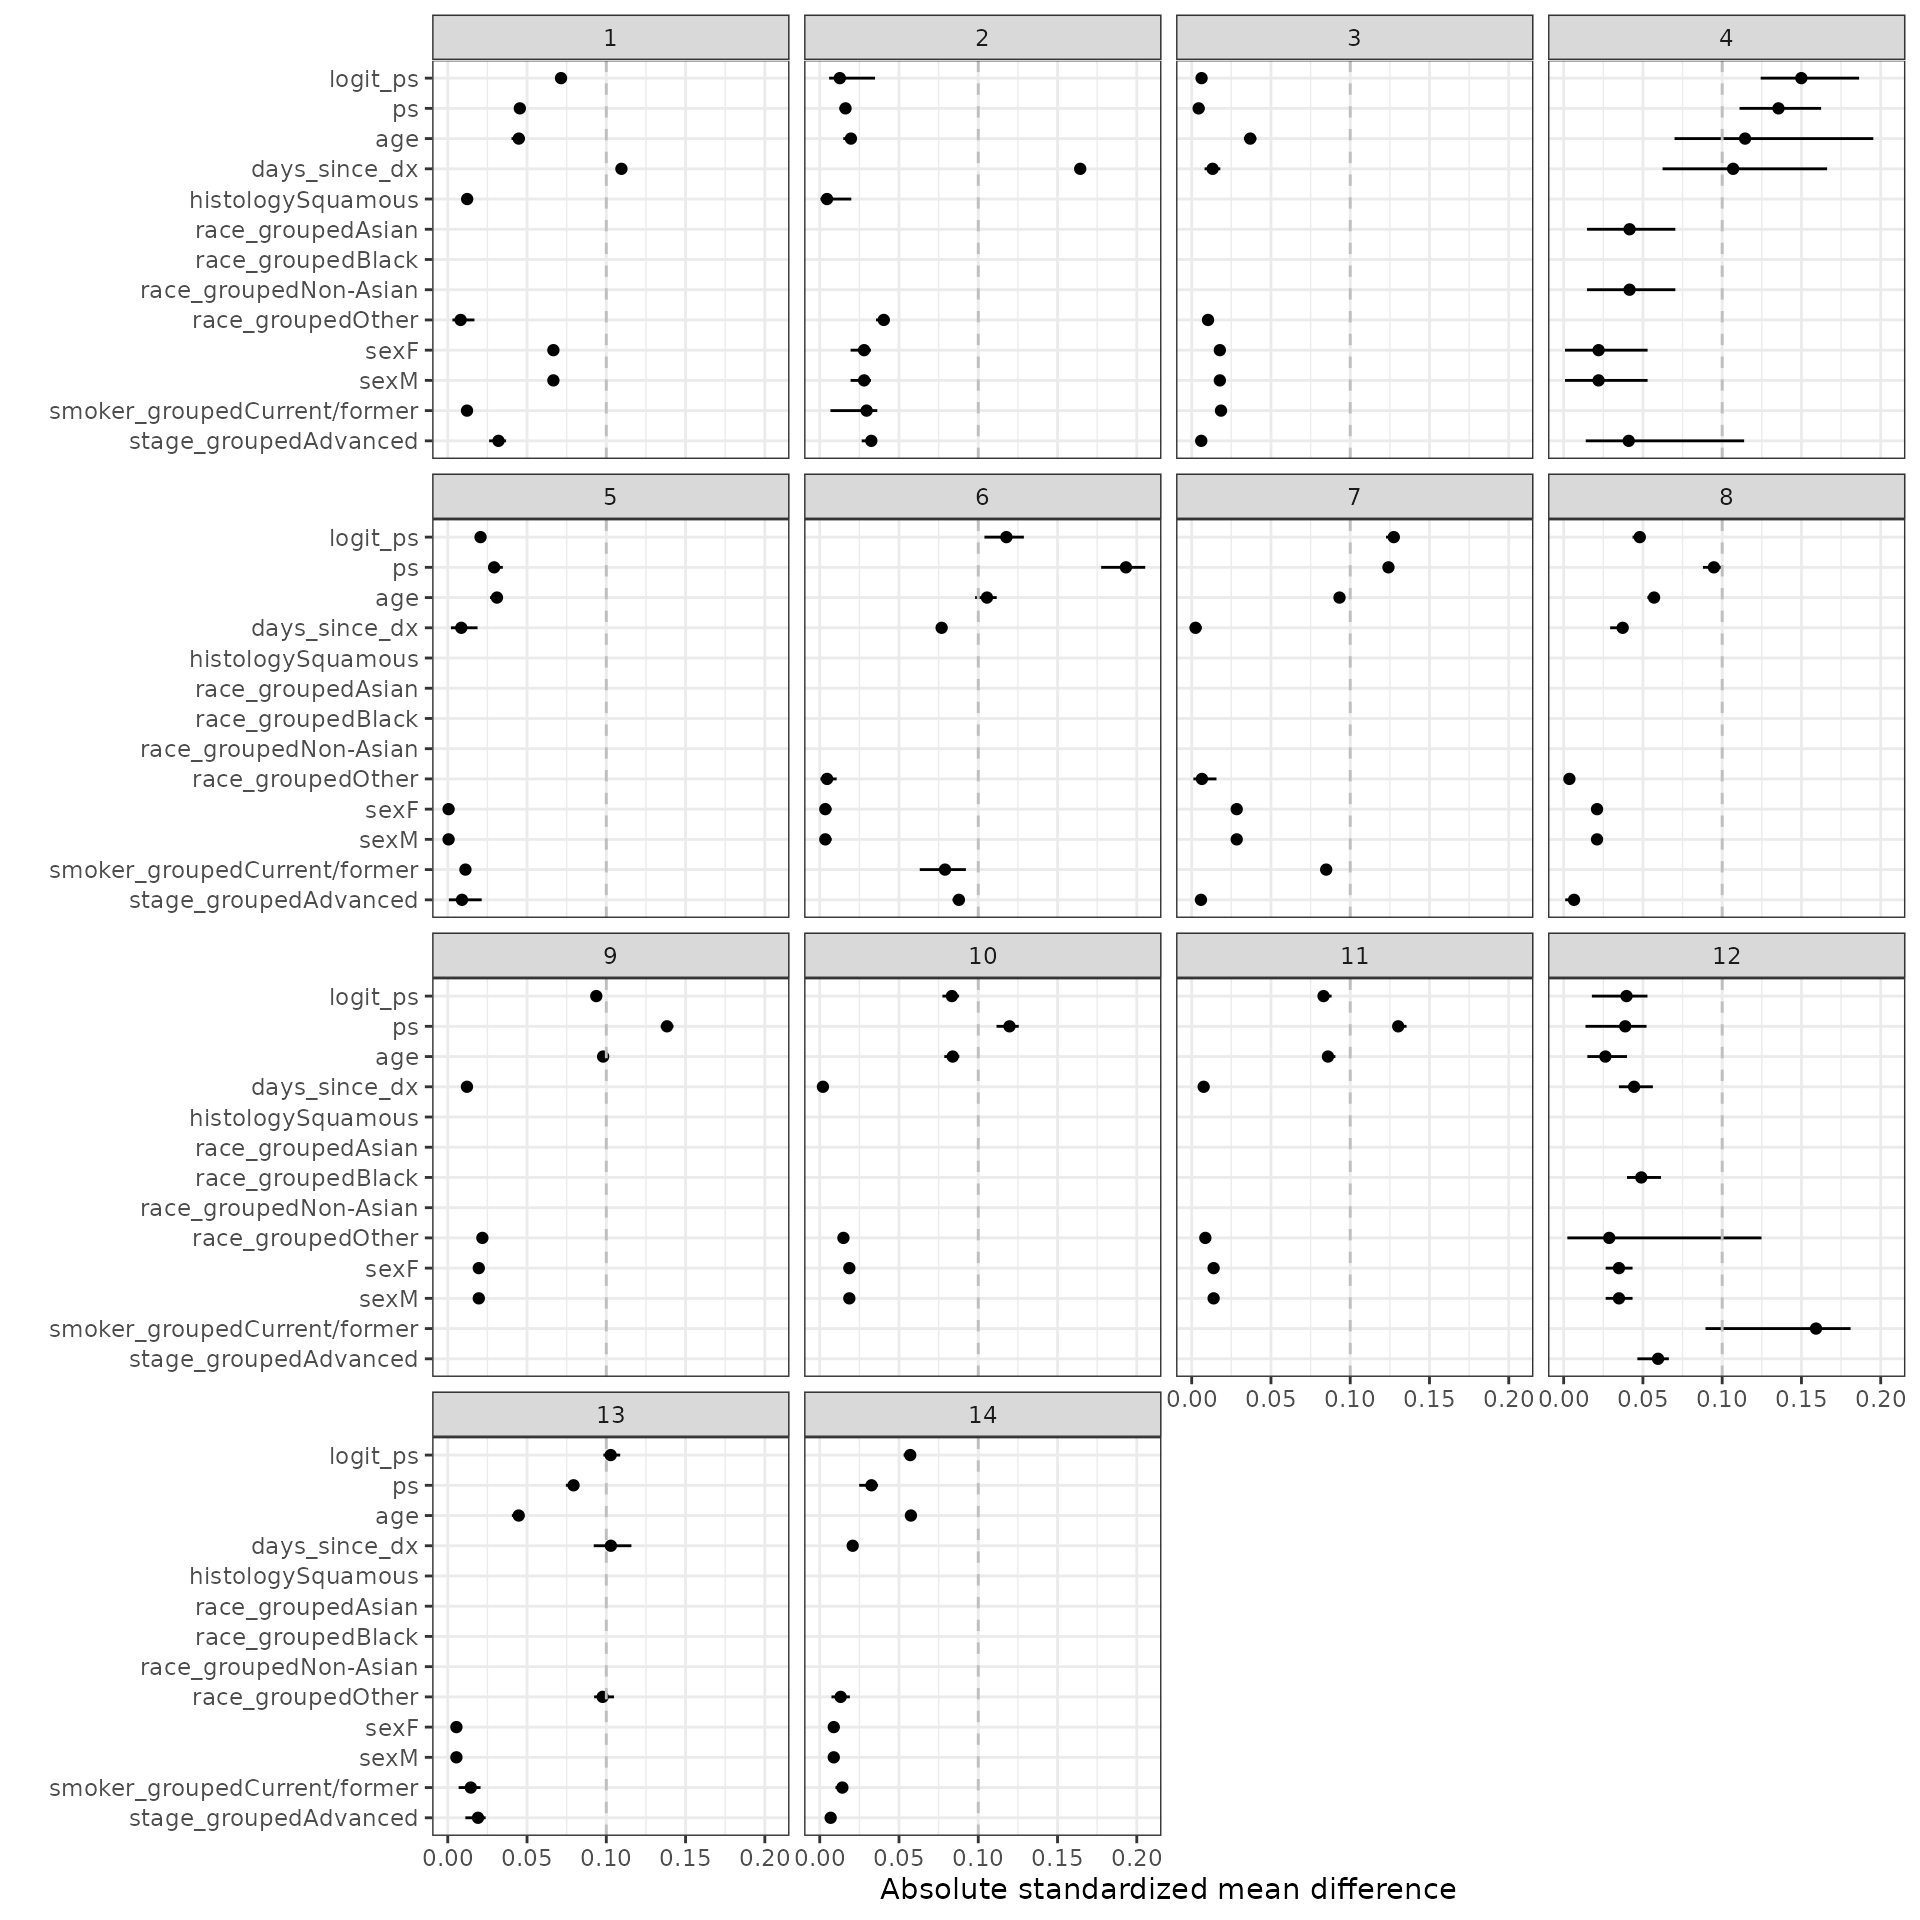 1 2 3 4
logit_ps
ps
age
days_since_dx
histologySquamous
race_groupedAsian
race_groupedBlack
race_groupedNon-Asian
race_groupedOther
sexF
sexM
smoker_groupedCurrent/former
stage_groupedAdvanced
5 6 7 8
logit_ps
ps
age
days_since_dx
histologySquamous
race_groupedAsian
race_groupedBlack
race_groupedNon-Asian
race_groupedOther
sexF
sexM
smoker_groupedCurrent/former
stage_groupedAdvanced
9 10 11 12
logit_ps
ps
age
days_since_dx
histologySquamous
race_groupedAsian
race_groupedBlack
race_groupedNon-Asian
race_groupedOther
sexF
sexM
smoker_groupedCurrent/former
stage_groupedAdvanced
0.00 0.05 0.10 0.15 0.20 0.00 0.05 0.10 0.15 0.20
13 14
logit_ps
ps
age
days_since_dx
histologySquamous
race_groupedAsian
race_groupedBlack
race_groupedNon-Asian
race_groupedOther
sexF
sexM
smoker_groupedCurrent/former
stage_groupedAdvanced
0.00 0.05 0.10 0.15 0.20 0.00 0.05 0.10 0.15 0.20
Absolute standardized mean difference